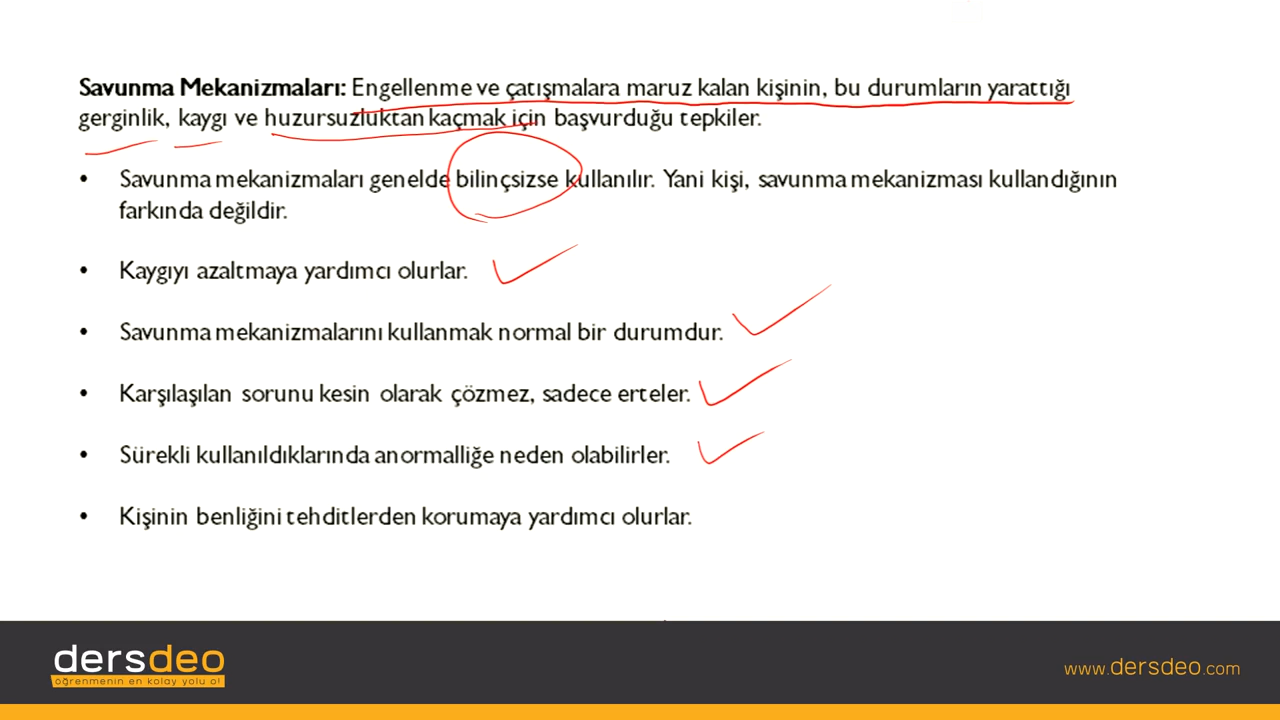 Savunma Mekanizmaları: Engellenme ve çatışmalara maruz kalan kişinin, bu durumların yarattığı
gerginlik, kaygı ve huzursuzluktan kaçmak için başvurduğu tepkiler.
• Savunma mekanizmaları genelde bilinçsizse kullanılır. Yani kişi, savunma mekanizması kullandığının
farkında değildir.
• Kaygıyı azaltmaya yardımcı olurlar.
• Savunma mekanizmalarını kullanmak normal bir durumdur.
• Karşılaşılan sorunu kesin olarak çözmez, sadece erteler.
• Sürekli kullanıldıklarında anormalliğe neden olabilirler.
• Kişinin benliğini tehditlerden korumaya yardımcı olurlar.
dersdeo
öğrenmenin en kolay yolu o!
www.dersdeo.com